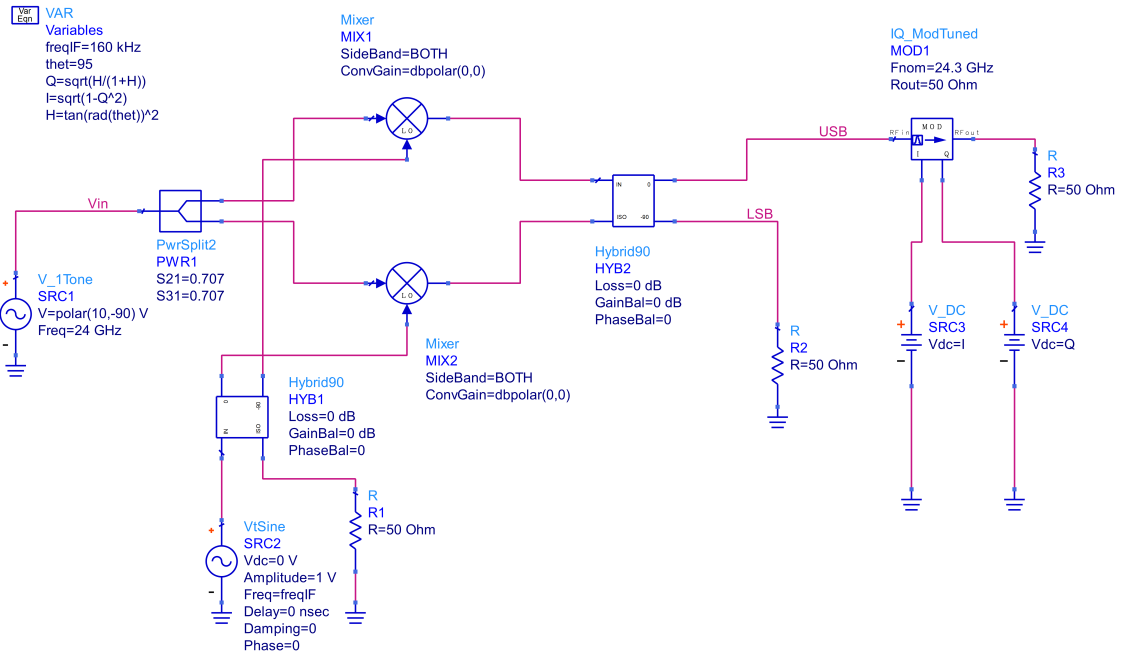 Var
Eqn
VAR
Variables
freqIF=160 kHz
thet=95
Q=sqrt(H/(1+H))
I=sqrt(1-Q^2)
H=tan(rad(thet))^2
Mixer
MIX1
SideBand=BOTH
ConvGain=dbpolar(0,0)
LO
IQ_ModTuned
MOD1
Fnom=24.3 GHz
Rout=50 Ohm
USB
RFin
MOD
RFout
I
Q
R
R3
R=50 Ohm
Vin
PwrSplit2
PWR1
S21=0.707
S31=0.707
+
V_1Tone
SRC1
V=polar(10,-90) V
Freq=24 GHz
-
IN
0
ISO
-90
LSB
Hybrid90
HYB2
Loss=0 dB
GainBal=0 dB
PhaseBal=0
LO
Mixer
MIX2
SideBand=BOTH
ConvGain=dbpolar(0,0)
R
R2
R=50 Ohm
+
V_DC
SRC3
Vdc=I
-
+
V_DC
SRC4
Vdc=Q
-
0
-90
IN
ISO
Hybrid90
HYB1
Loss=0 dB
GainBal=0 dB
PhaseBal=0
R
R1
R=50 Ohm
+
VtSine
SRC2
Vdc=0 V
Amplitude=1 V
Freq=freqIF
Delay=0 nsec
Damping=0
Phase=0
-